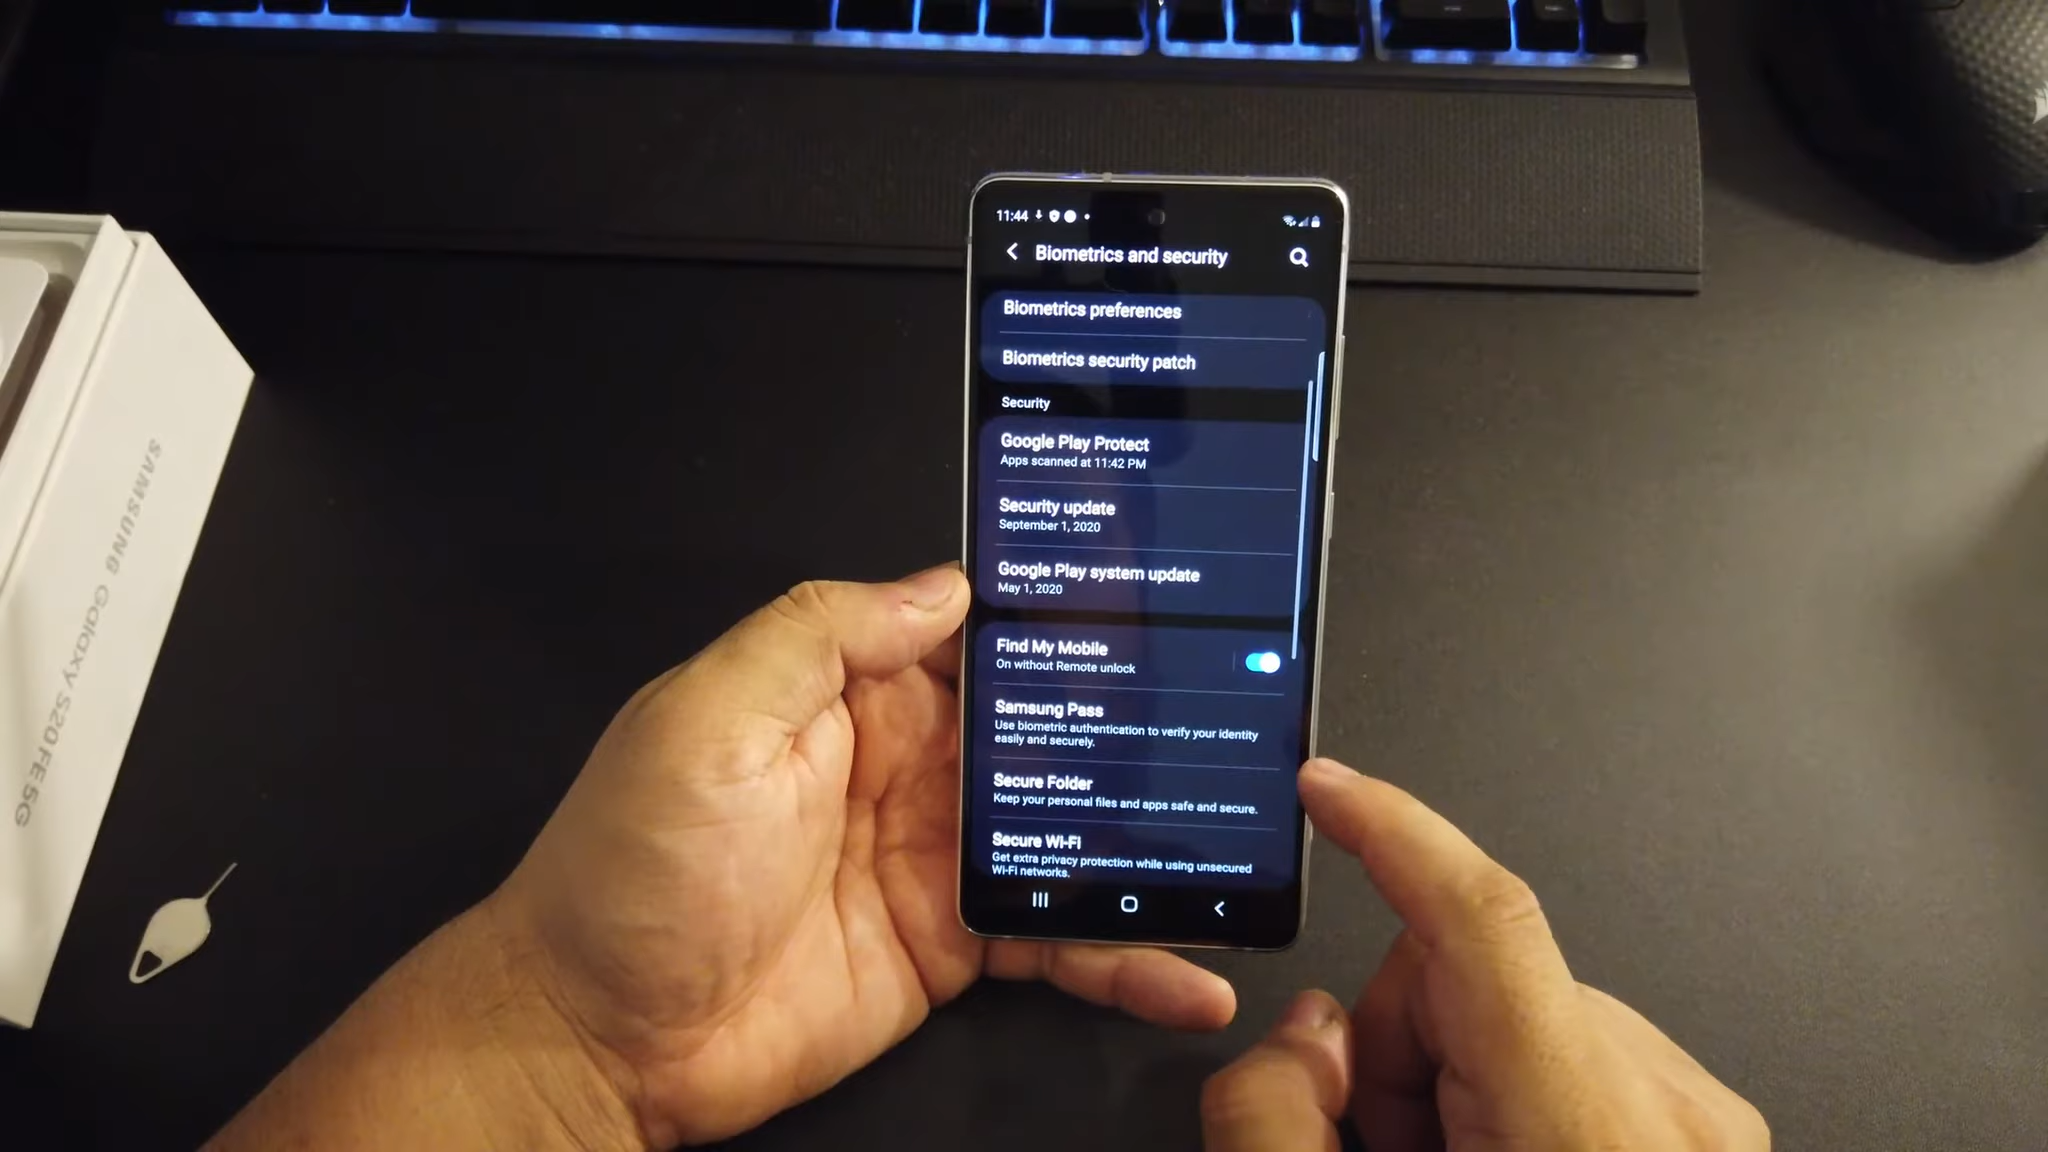 11:44
Biometrics and security
Biometrics preferences
Biometrics security patch
Security
Google Play Protect
Apps scanned at 11:42 PM
Security update
September 1, 2020
Google Play system update
May 1, 2020
Find My Mobile
On without Remote unlock
Samsung Pass
Use biometric authentication to verify your identity
easily and securely.
Secure Folder
Keep your personal files and apps safe and secure.
Secure Wi-Fi
Get extra privacy protection while using unsecured
Wi-Fi networks.
SAMSUNG Galaxy S20 FE 5G